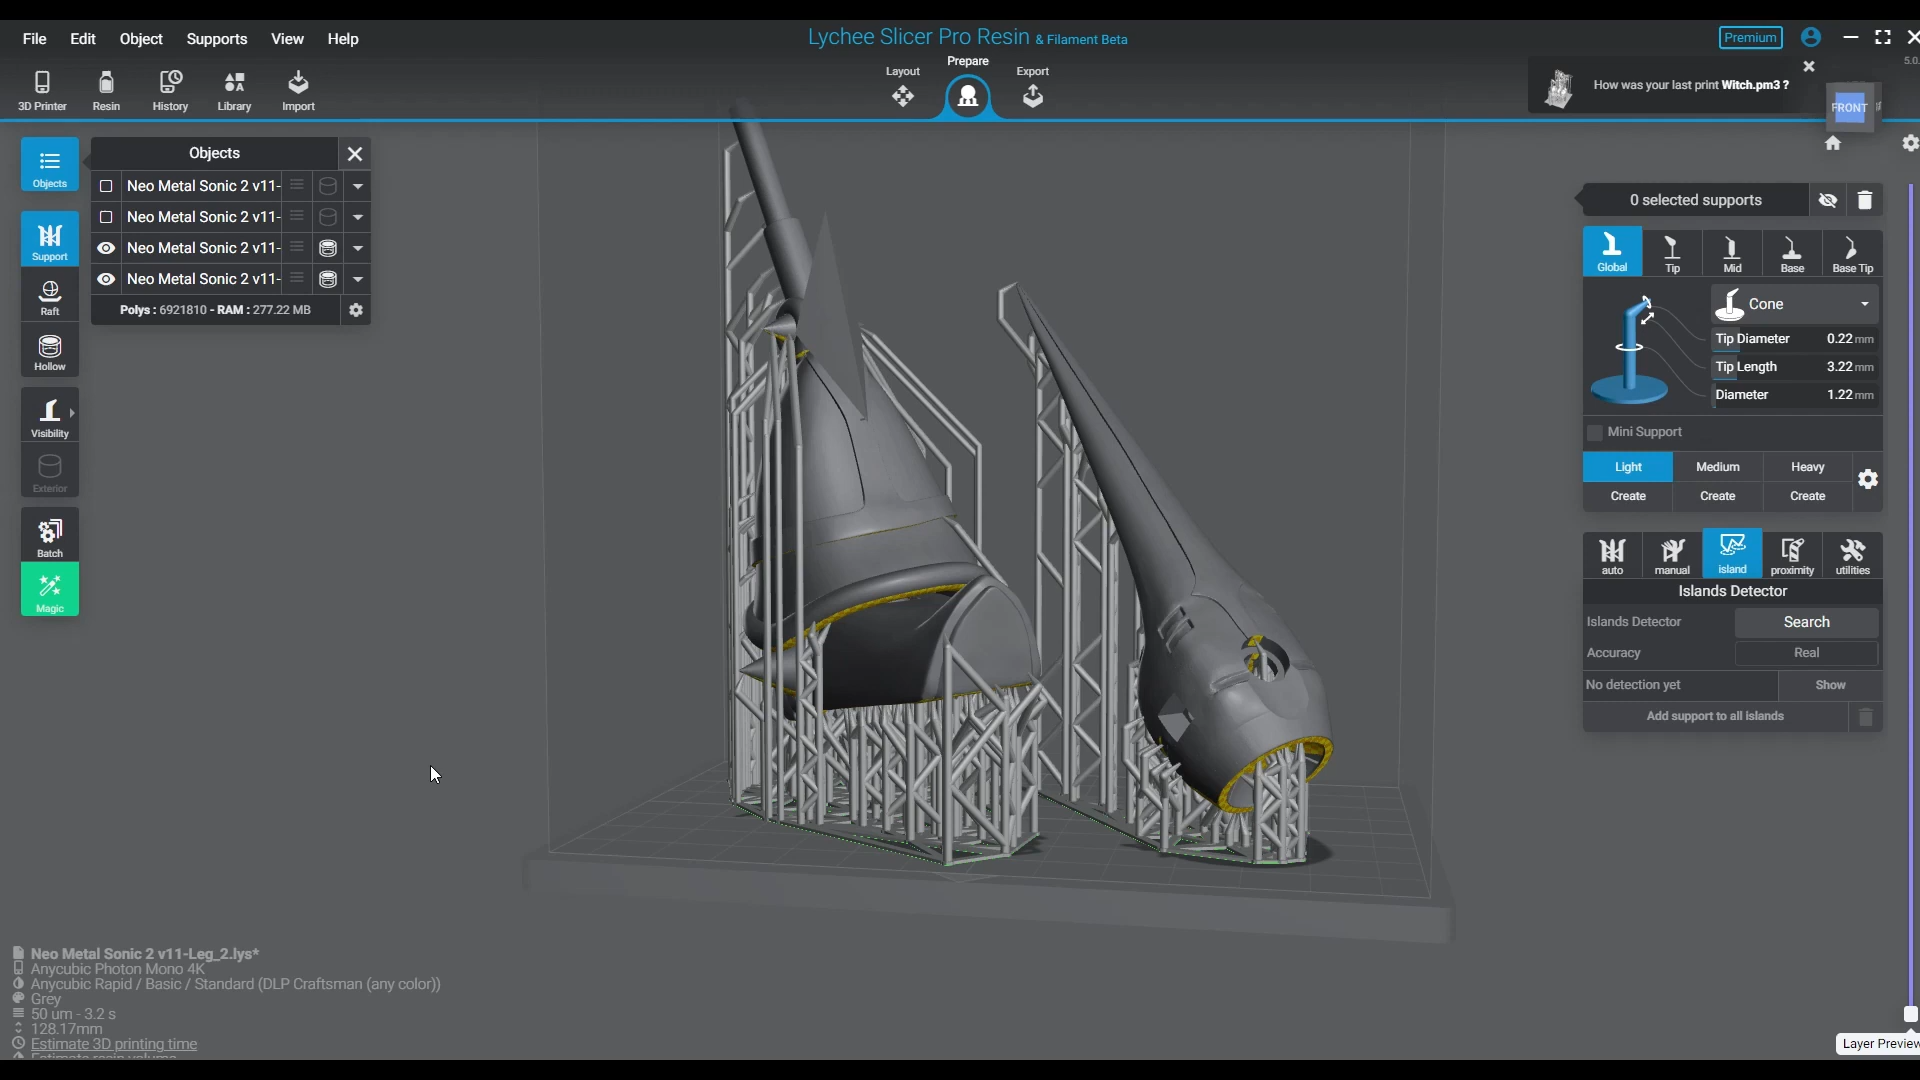 File Edit Object Supports View Help
Lychee Slicer Pro Resin & Filament Beta
Premium
5.0.
3D Printer Resin History Library Import
Layout Prepare Export
How was your last print Witch.pm3 ?
FRONT
Objects
Objects
Neo Metal Sonic 2 v11-
Neo Metal Sonic 2 v11-
Neo Metal Sonic 2 v11-
Neo Metal Sonic 2 v11-
Polys : 6921810 - RAM : 277.22 MB
Support
Raft
Hollow
Visibility
Exterior
Batch
Magic
0 selected supports
Global Tip Mid Base Base Tip
Cone
Tip Diameter 0.22 mm
Tip Length 3.22 mm
Diameter 1.22 mm
Mini Support
Light Medium Heavy
Create Create Create
auto manual island proximity utilities
Islands Detector
Islands Detector Search
Accuracy Real
No detection yet Show
Add support to all Islands
Neo Metal Sonic 2 v11-Leg_2.lys*
Anycubic Photon Mono 4K
Anycubic Rapid / Basic / Standard (DLP Craftsman (any color))
Grey
50 um - 3.2 s
128.17mm
Estimate 3D printing time
Estimate resin volume
Layer Preview